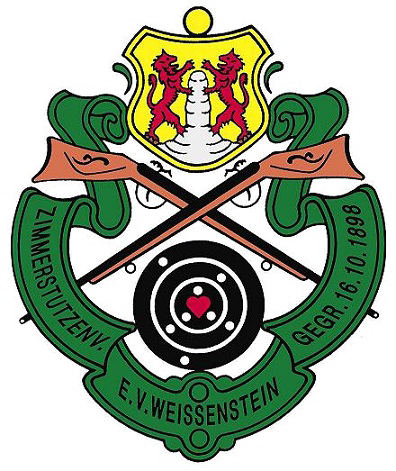 ZIMMERSTUTZENV.
E.V. WEISSENSTEIN
GEGR. 16.10.1898